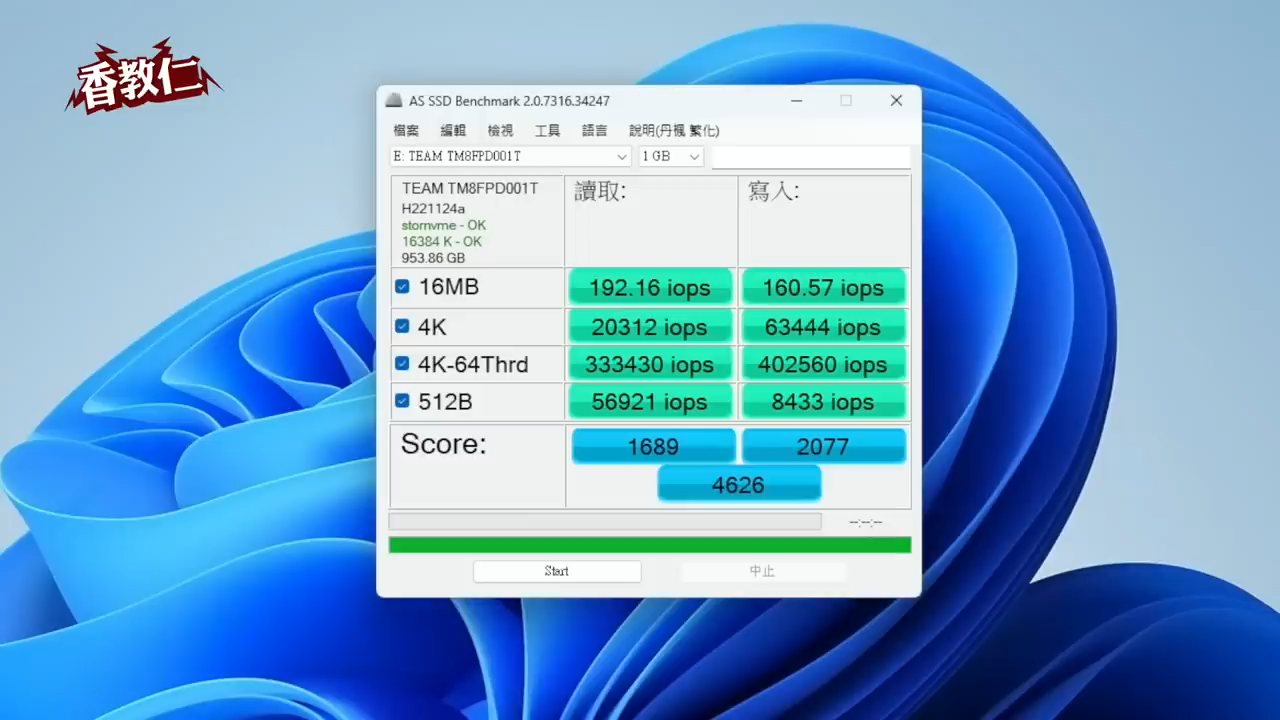 香教仁
AS SSD Benchmark 2.0.7316.34247
檔案 編輯 檢視 工具 語言 說明(丹楓 繁化)
E: TEAM TM8FPD001T 1 GB
TEAM TM8FPD001T
H221124a
stornvme - OK
16384 K - OK
953.86 GB
讀取: 寫入:
16MB 192.16 iops 160.57 iops
4K 20312 iops 63444 iops
4K-64Thrd 333430 iops 402560 iops
512B 56921 iops 8433 iops
Score: 1689 2077
4626
--:--:--
Start 中止